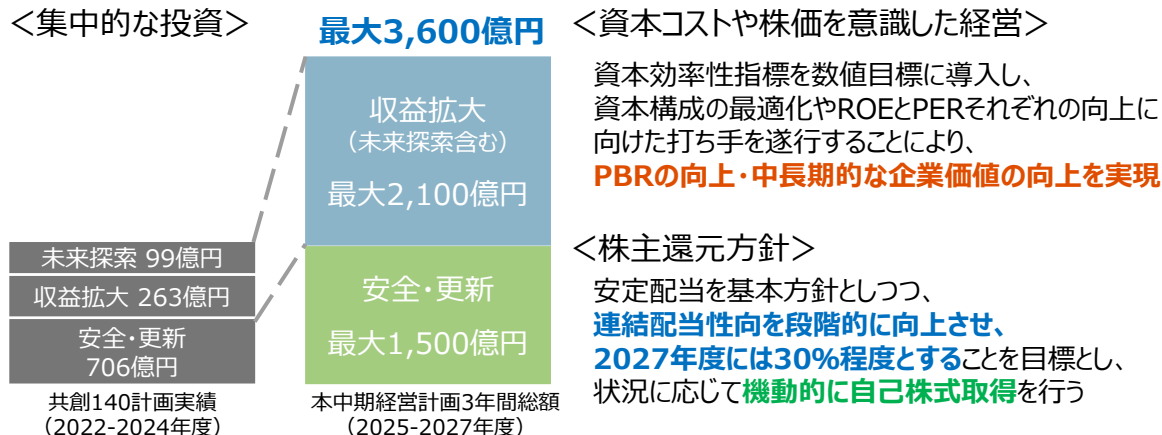 ＜集中的な投資＞
最大3,600億円
収益拡大
（未来探索含む）
最大2,100億円
安全・更新
最大1,500億円
未来探索 99億円
収益拡大 263億円
安全・更新
706億円
共創140計画実績
（2022-2024年度）
本中期経営計画3年間総額
（2025-2027年度）
＜資本コストや株価を意識した経営＞
資本効率性指標を数値目標に導入し、
資本構成の最適化やROEとPERそれぞれの向上に
向けた打ち手を遂行することにより、
PBRの向上・中長期的な企業価値の向上を実現
＜株主還元方針＞
安定配当を基本方針としつつ、
連結配当性向を段階的に向上させ、
2027年度には30%程度とすることを目標とし、
状況に応じて機動的に自己株式取得を行う